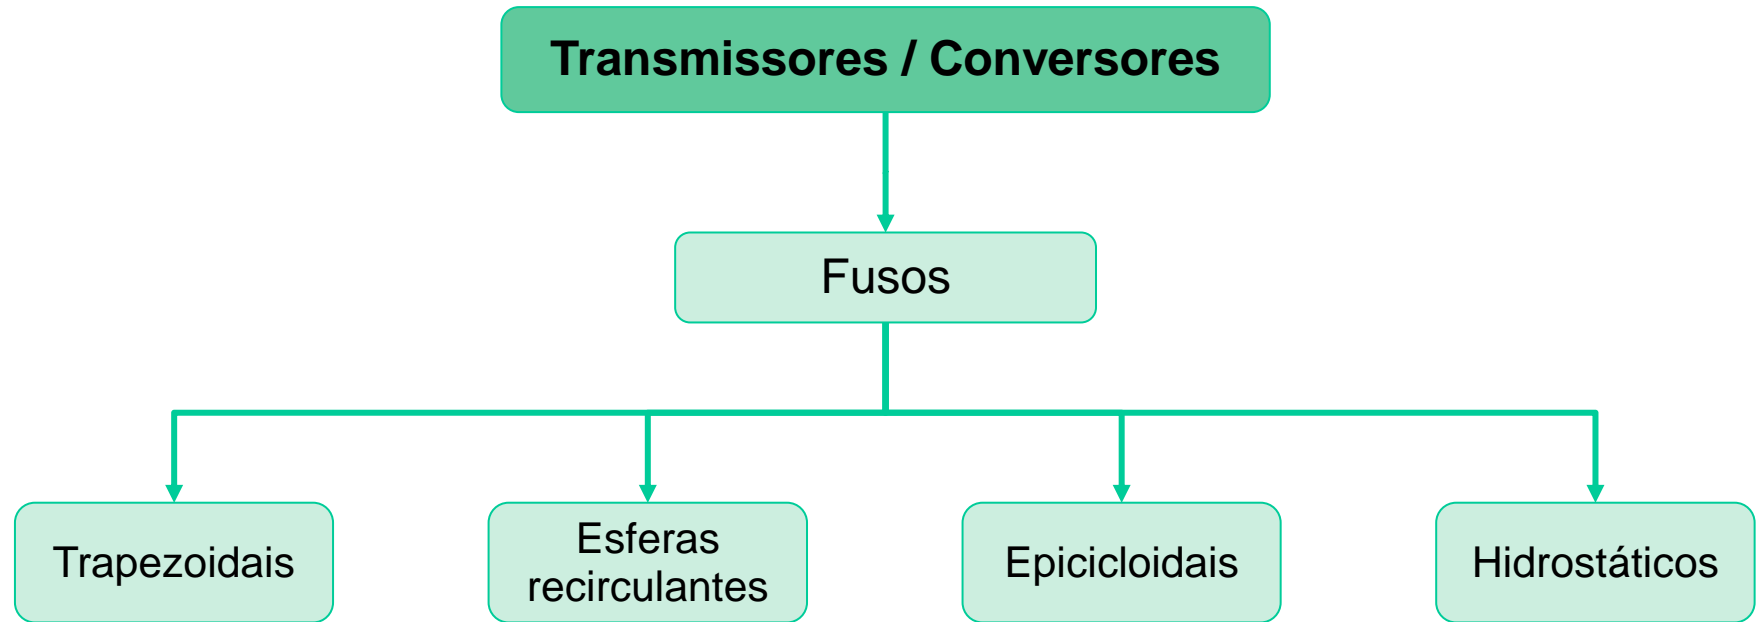 Transmissores / Conversores
Fusos
Trapezoidais
Esferas
recirculantes
Epicicloidais
Hidrostáticos